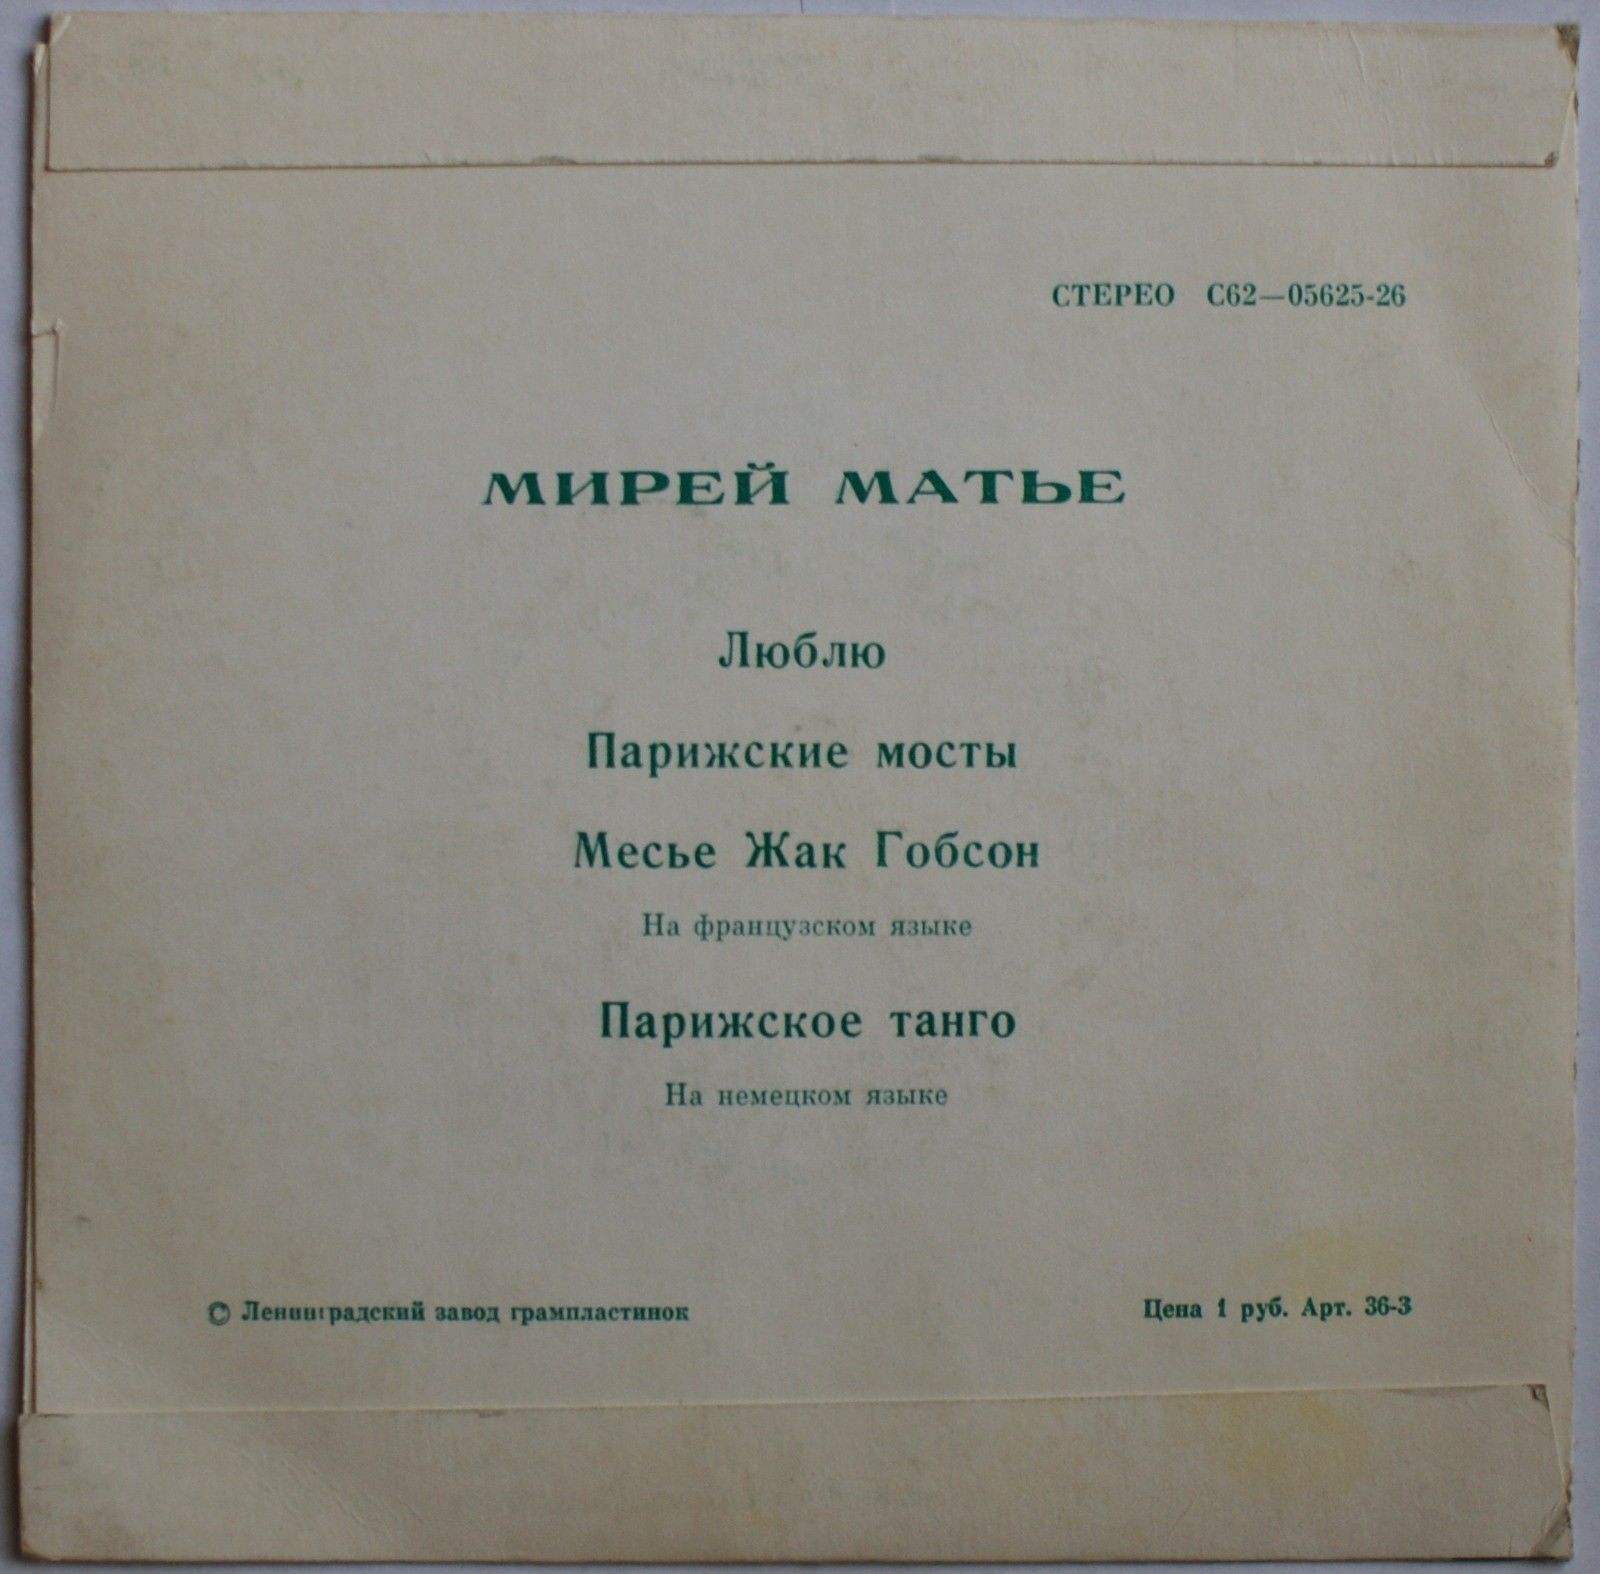 СТЕРЕО С62—05625-26
МИРЕЙ МАТЬЕ
Люблю
Парижские мосты
Месье Жак Гобсон
На французском языке
Парижское танго
На немецком языке
© Ленинградский завод грампластинок
Цена 1 руб. Арт. 36-3